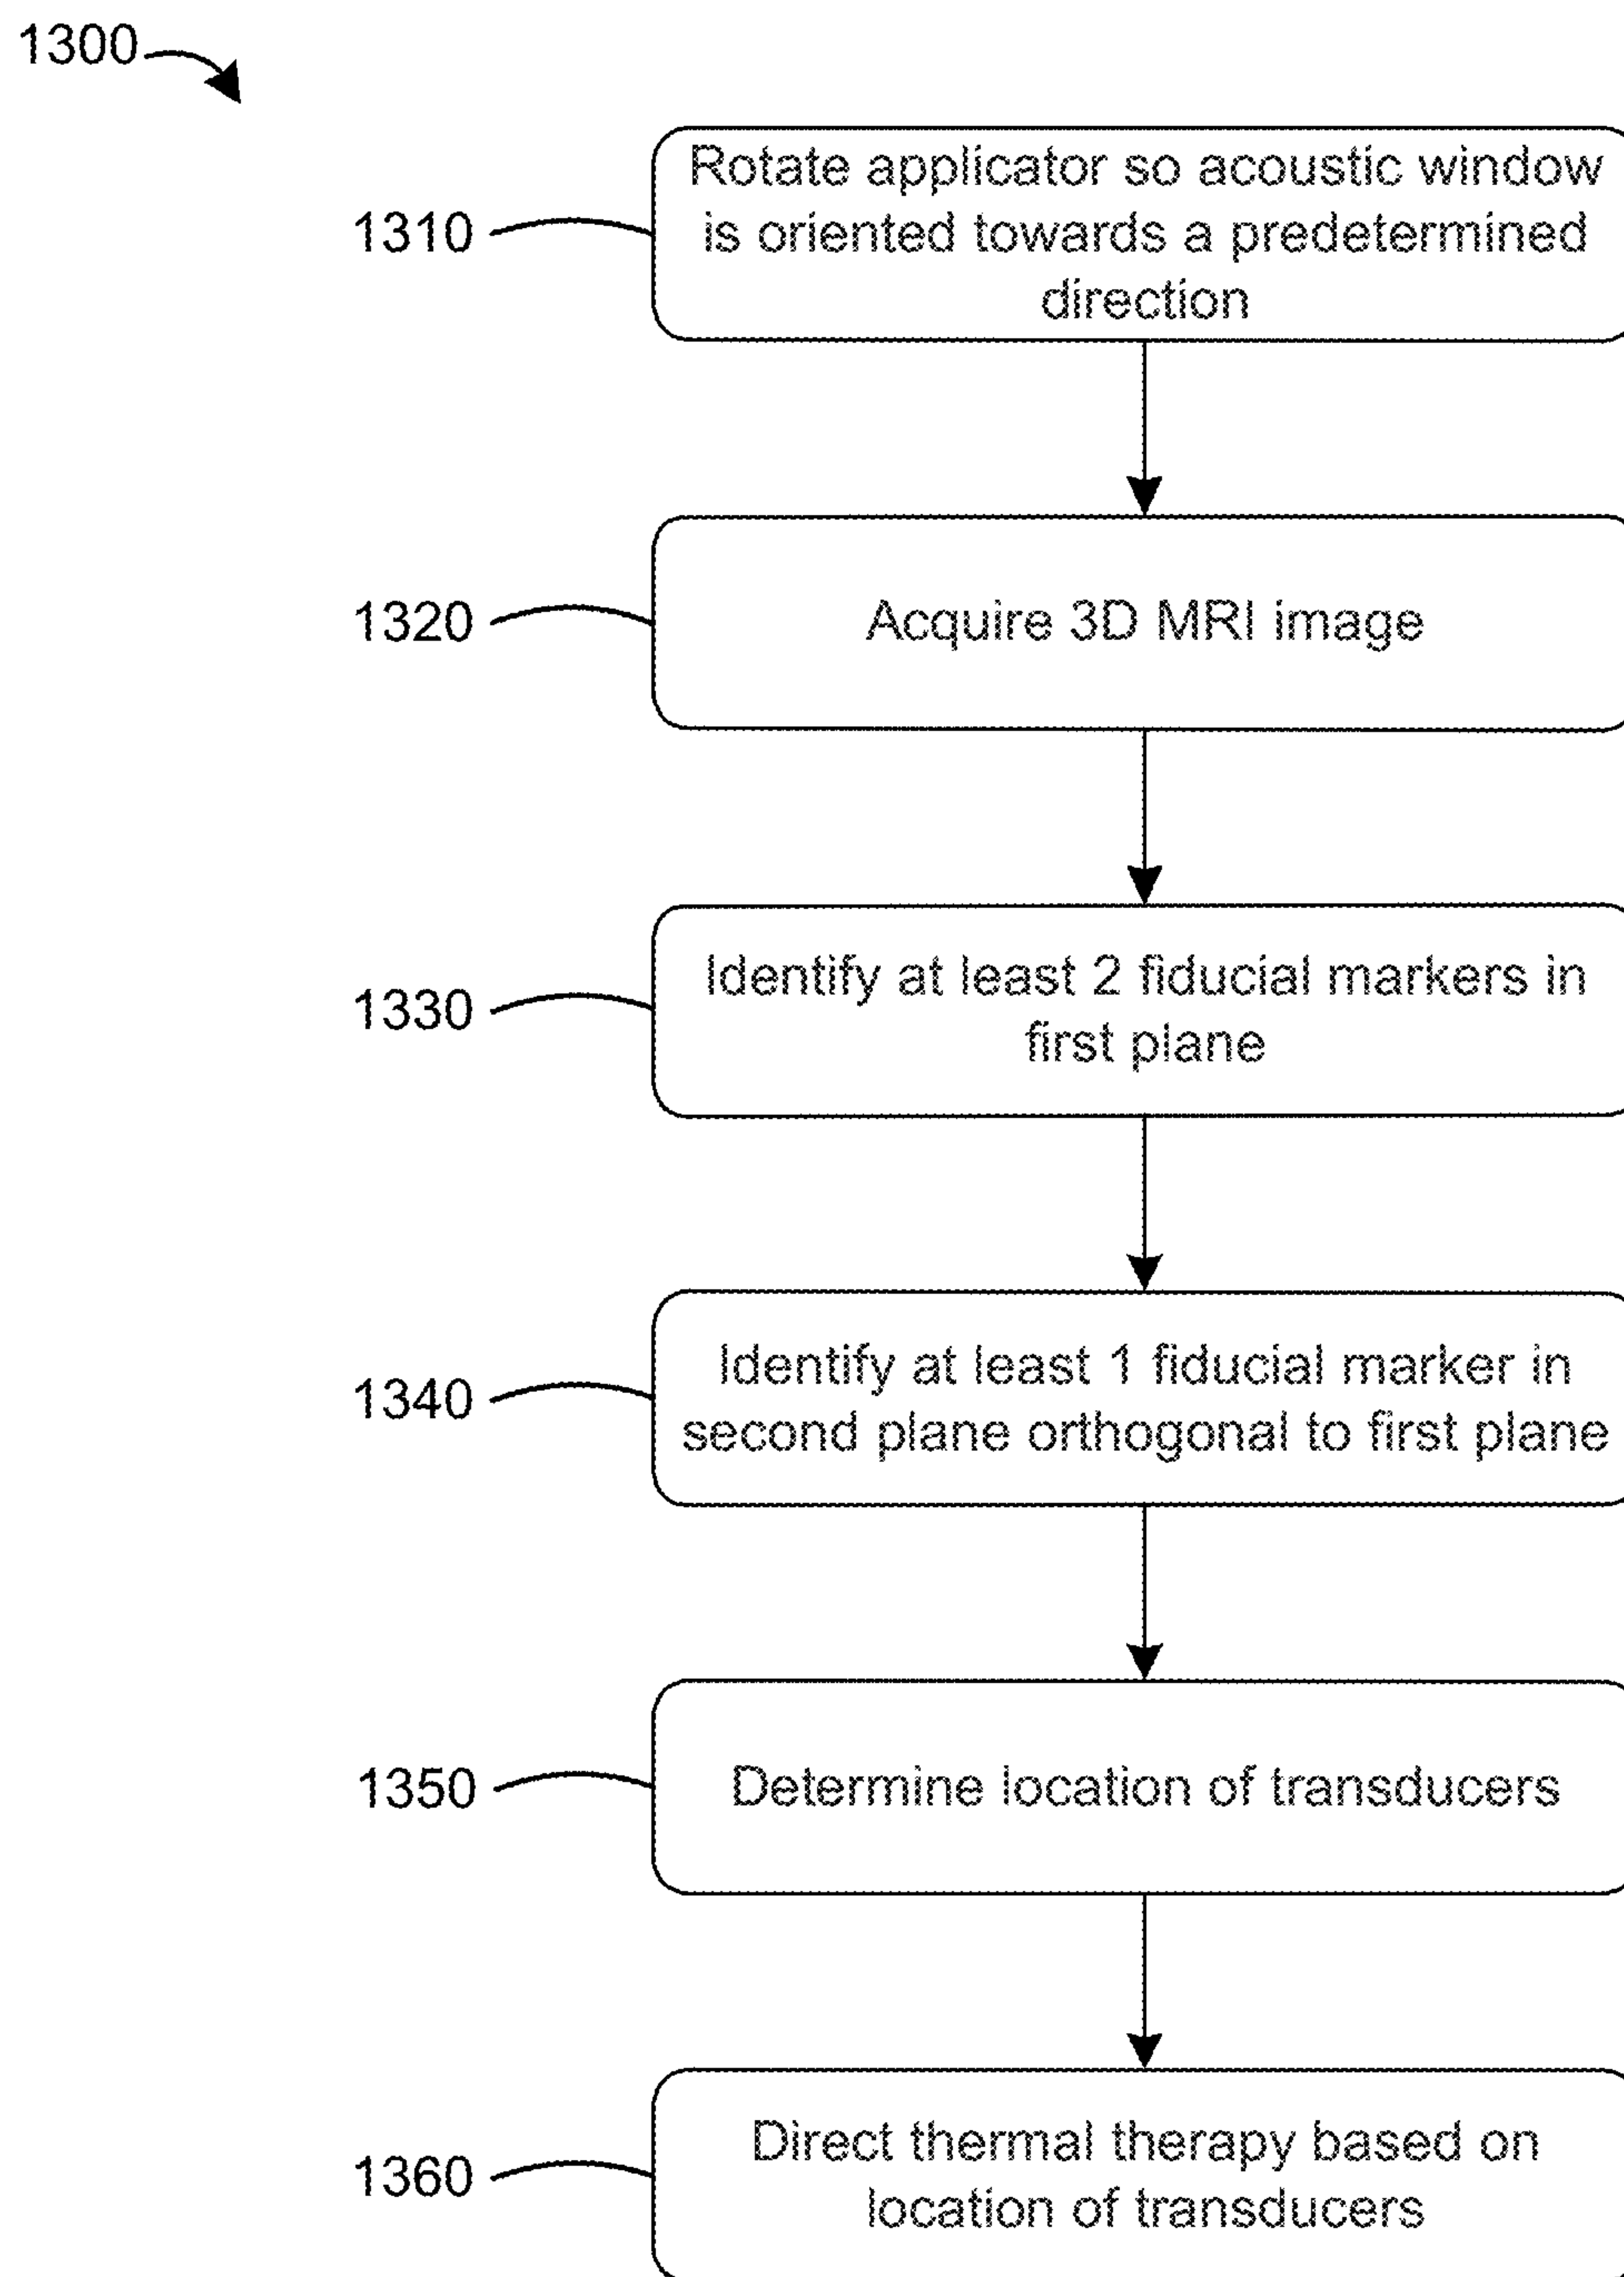 1300
1310
Rotate applicator so acoustic window
is oriented towards a predetermined
direction
1320
Acquire 3D MRI image
1330
Identify at least 2 fiducial markers in
first plane
1340
Identify at least 1 fiducial marker in
second plane orthogonal to first plane
1350
Determine location of transducers
1360
Direct thermal therapy based on
location of transducers